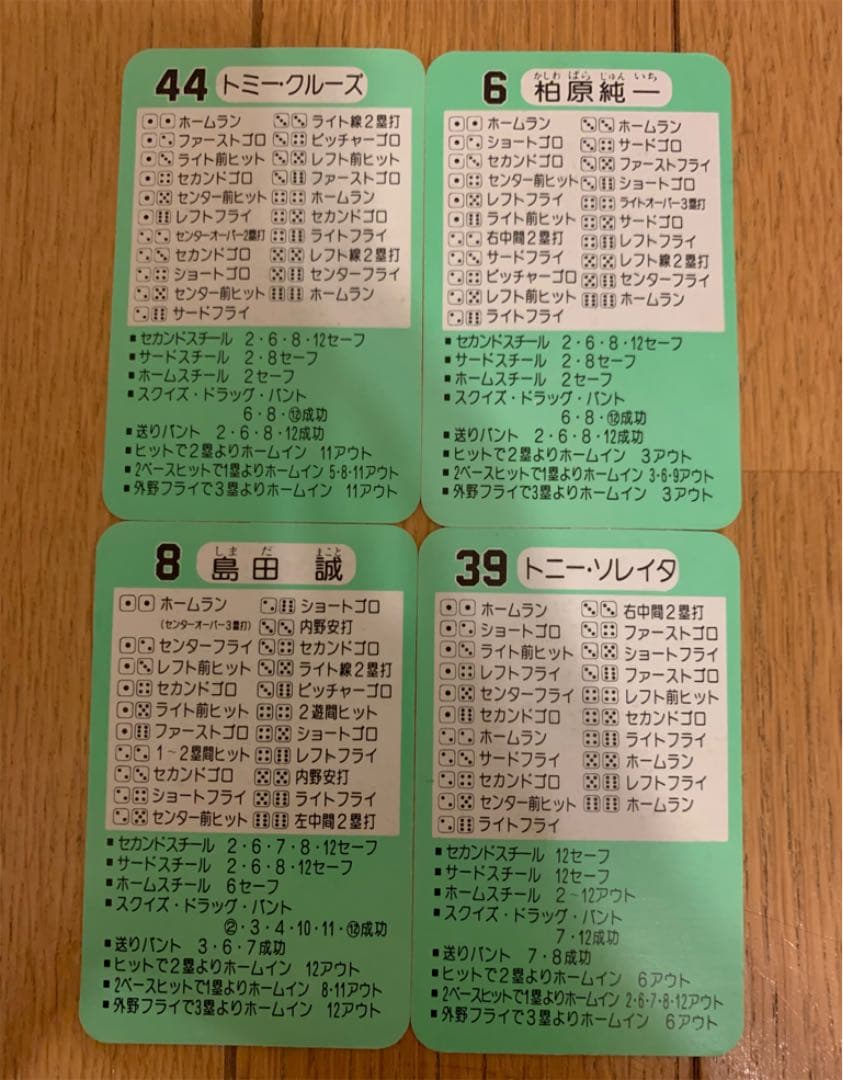 44 トミー・クルーズ
ホームラン ライト線2塁打
ファーストゴロ ピッチャーゴロ
ライト前ヒット レフト前ヒット
セカンドゴロ ファーストゴロ
センター前ヒット ホームラン
レフトフライ セカンドゴロ
センターオーバー2塁打 ライトフライ
セカンドゴロ レフト線2塁打
ショートゴロ センターフライ
センター前ヒット ホームラン
サードフライ
■セカンドスチール 2・6・8・12セーフ
■サードスチール 2・8セーフ
■ホームスチール 2セーフ
■スクイズ・ドラッグ・バント
6・8・⑫成功
■送りバント 2・6・8・12成功
■ヒットで2塁よりホームイン 11アウト
■2ベースヒットで1塁よりホームイン 5・8・11アウト
■外野フライで3塁よりホームイン 11アウト
かしわ ばら じゅん いち
6 柏原純一
ホームラン ホームラン
ショートゴロ サードゴロ
セカンドゴロ ファーストフライ
センター前ヒット ショートゴロ
レフトフライ ライトオーバー3塁打
ライト前ヒット サードゴロ
右中間2塁打 レフトフライ
サードフライ レフト線2塁打
ピッチャーゴロ センターフライ
レフト前ヒット ホームラン
ライトフライ
■セカンドスチール 2・6・8・12セーフ
■サードスチール 2・8セーフ
■ホームスチール 2セーフ
■スクイズ・ドラッグ・バント
6・8・⑫成功
■送りバント 2・6・8・12成功
■ヒットで2塁よりホームイン 3アウト
■2ベースヒットで1塁よりホームイン 3・6・9アウト
■外野フライで3塁よりホームイン 3アウト
しま だ まこと
8 島田 誠
ホームラン ショートゴロ
(センターオーバー3塁打) 内野安打
センターフライ セカンドゴロ
レフト前ヒット ライト線2塁打
セカンドゴロ ピッチャーゴロ
ライト前ヒット 2遊間ヒット
ファーストゴロ ショートゴロ
1~2塁間ヒット レフトフライ
セカンドゴロ 内野安打
ショートフライ ライトフライ
センター前ヒット 左中間2塁打
■セカンドスチール 2・6・7・8・12セーフ
■サードスチール 2・6・8・12セーフ
■ホームスチール 6セーフ
■スクイズ・ドラッグ・バント
②・3・4・10・11・⑫成功
■送りバント 3・6・7成功
■ヒットで2塁よりホームイン 12アウト
■2ベースヒットで1塁よりホームイン 8・11アウト
■外野フライで3塁よりホームイン 12アウト
39 トニー・ソレイタ
ホームラン 右中間2塁打
ショートゴロ ファーストゴロ
ライト前ヒット ショートフライ
レフトフライ ファーストゴロ
センターフライ レフト前ヒット
セカンドゴロ セカンドゴロ
ホームラン ライトフライ
サードフライ ホームラン
セカンドゴロ レフトフライ
センター前ヒット ホームラン
ライトフライ
■セカンドスチール 12セーフ
■サードスチール 12セーフ
■ホームスチール 2~12アウト
■スクイズ・ドラッグ・バント
7・12成功
■送りバント 7・8成功
■ヒットで2塁よりホームイン 6アウト
■2ベースヒットで1塁よりホームイン 2・6・7・8・12アウト
■外野フライで3塁よりホームイン 6アウト